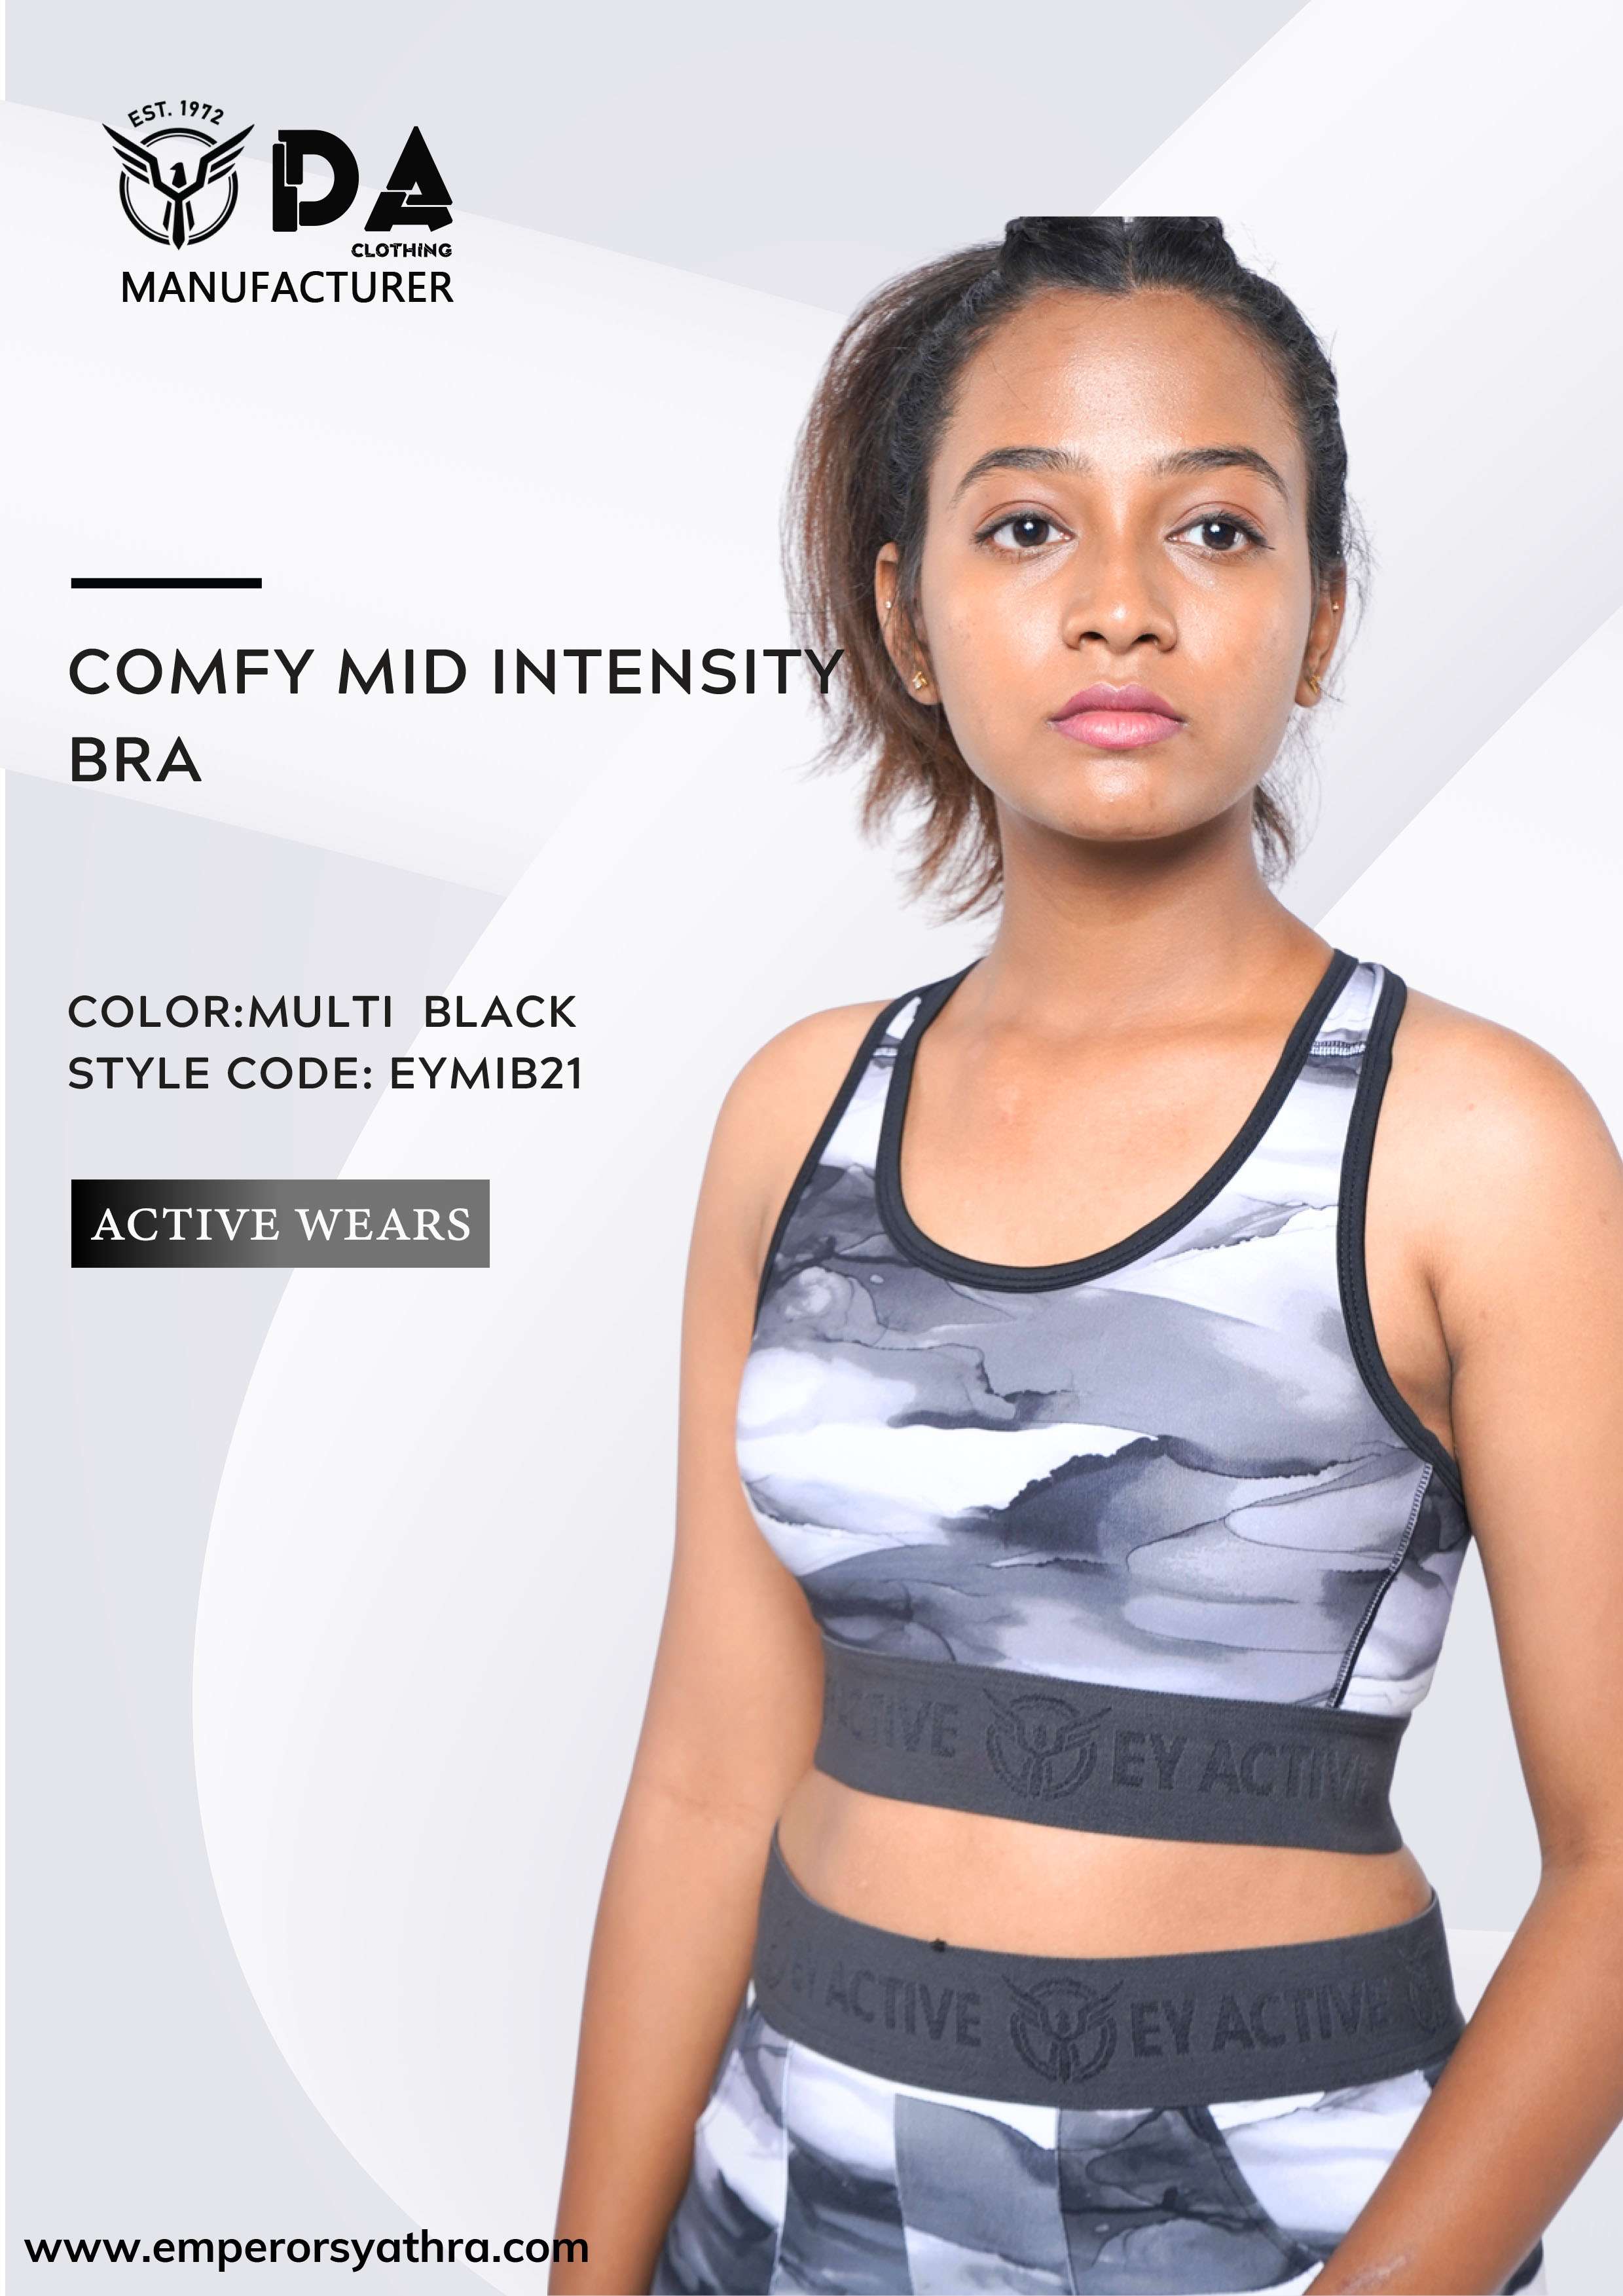 EST. 1972
DA
CLOTHING
MANUFACTURER
COMFY MID INTENSITY
BRA
COLOR:MULTI BLACK
STYLE CODE: EYMIB21
ACTIVE WEARS
ACTIVE EY ACTIVE
EY ACTIVE EY ACTIVE
www.emperorsyathra.com